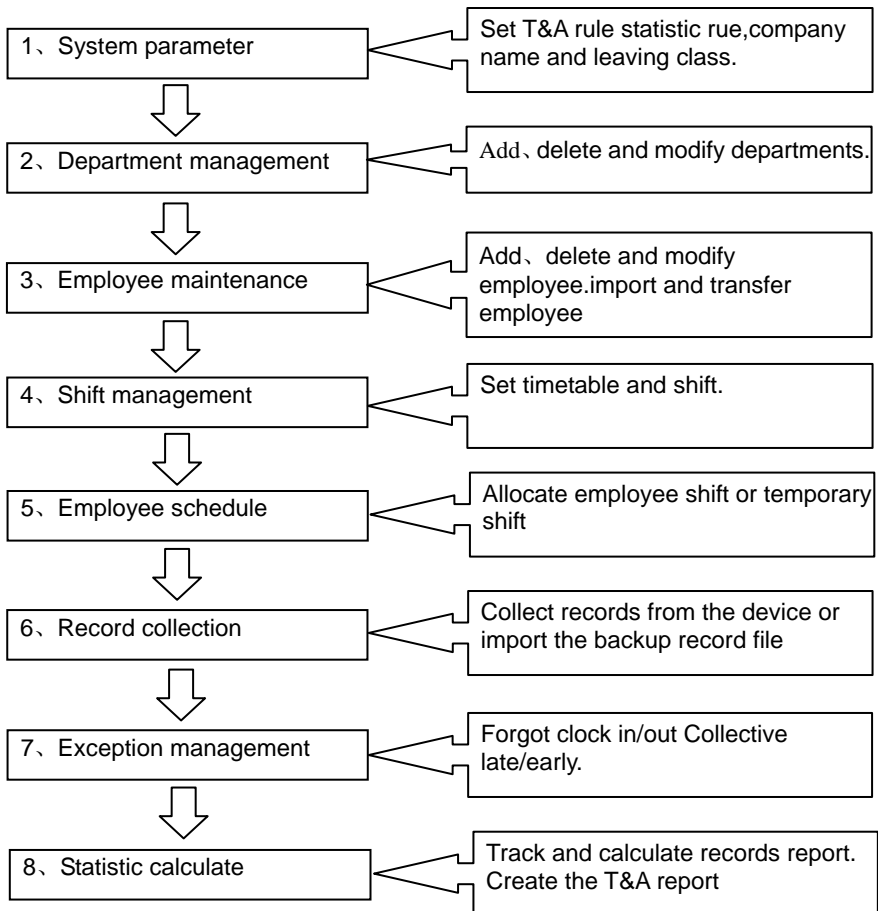 1、System parameter
Set T&A rule statistic rue,company
name and leaving class.
2、Department management
Add、delete and modify departments.
3、Employee maintenance
Add、delete and modify
employee.import and transfer
employee
4、Shift management
Set timetable and shift.
5、Employee schedule
Allocate employee shift or temporary
shift
6、Record collection
Collect records from the device or
import the backup record file
7、Exception management
Forgot clock in/out Collective
late/early.
8、Statistic calculate
Track and calculate records report.
Create the T&A report